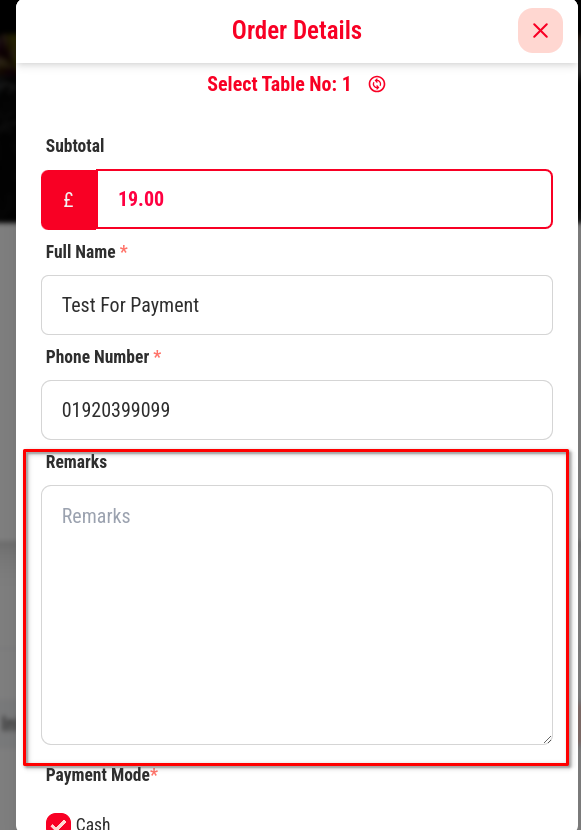 Order Details
Select Table No: 1
Subtotal
£ 19.00
Full Name *
Test For Payment
Phone Number *
01920399099
Remarks
Remarks
Payment Mode*
Cash